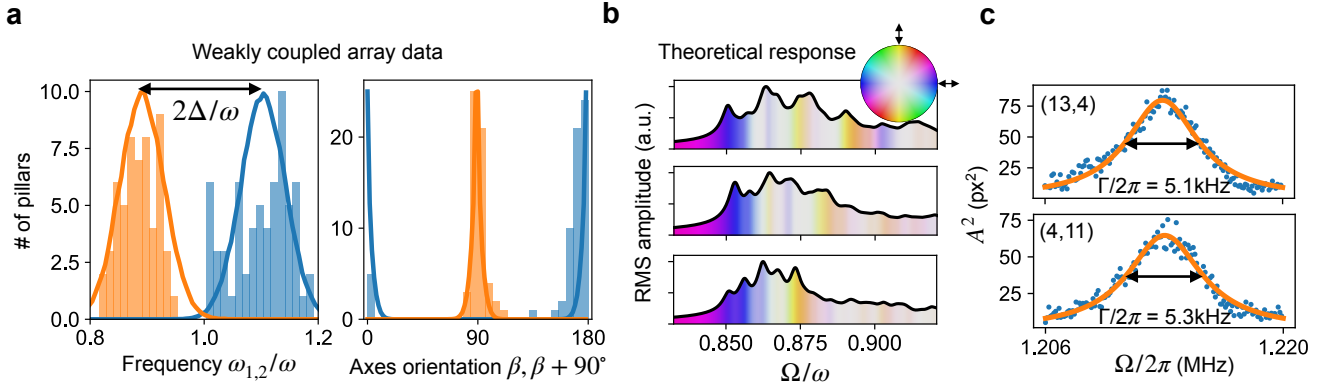 a
Weakly coupled array data
# of pillars
10.0
7.5
5.0
2.5
0.0
2Δ/ω
0.8
1.0
1.2
Frequency ω₁,₂/ω
20
10
0
0
90
180
Axes orientation β, β + 90°
b
Theoretical response
RMS amplitude (a.u.)
0.850
0.875
0.900
Ω/ω
c
A² (px²)
75
50
25
(13,4)
Γ/2π = 5.1kHz
75
50
25
(4,11)
Γ/2π = 5.3kHz
1.206
1.220
Ω/2π (MHz)